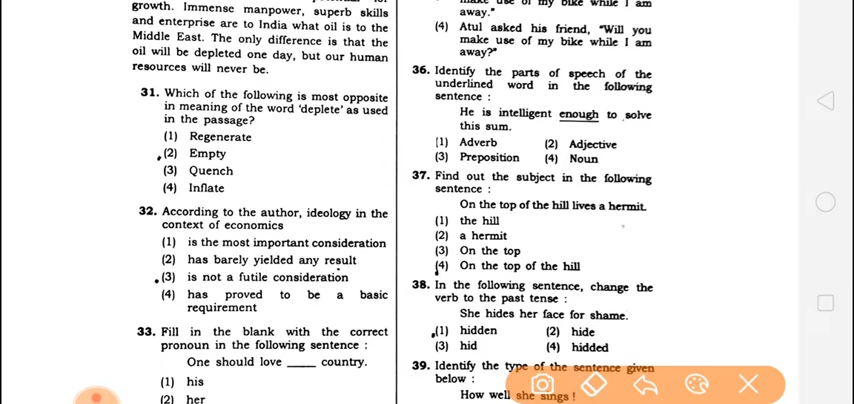 growth. Immense manpower, superb skills
and enterprise are to India what oil is to the
Middle East. The only difference is that the
oil will be depleted one day, but our human
resources will never be.
31. Which of the following is most opposite
in meaning of the word 'deplete' as used
in the passage?
(1) Regenerate
(2) Empty
(3) Quench
(4) Inflate
32. According to the author, ideology in the
context of economics
(1) is the most important consideration
(2) has barely yielded any result
(3) is not a futile consideration
(4) has proved to be a basic
requirement
33. Fill in the blank with the correct
pronoun in the following sentence :
One should love ____ country.
(1) his
(2) her
make use of my bike while I am
away."
(4) Atul asked his friend, "Will you
make use of my bike while I am
away?"
36. Identify the parts of speech of the
underlined word in the following
sentence :
He is intelligent enough to solve
this sum.
(1) Adverb (2) Adjective
(3) Preposition (4) Noun
37. Find out the subject in the following
sentence :
On the top of the hill lives a hermit.
(1) the hill
(2) a hermit
(3) On the top
(4) On the top of the hill
38. In the following sentence, change the
verb to the past tense :
She hides her face for shame.
(1) hidden (2) hide
(3) hid (4) hidded
39. Identify the type of the sentence given
below :
How well she sings !